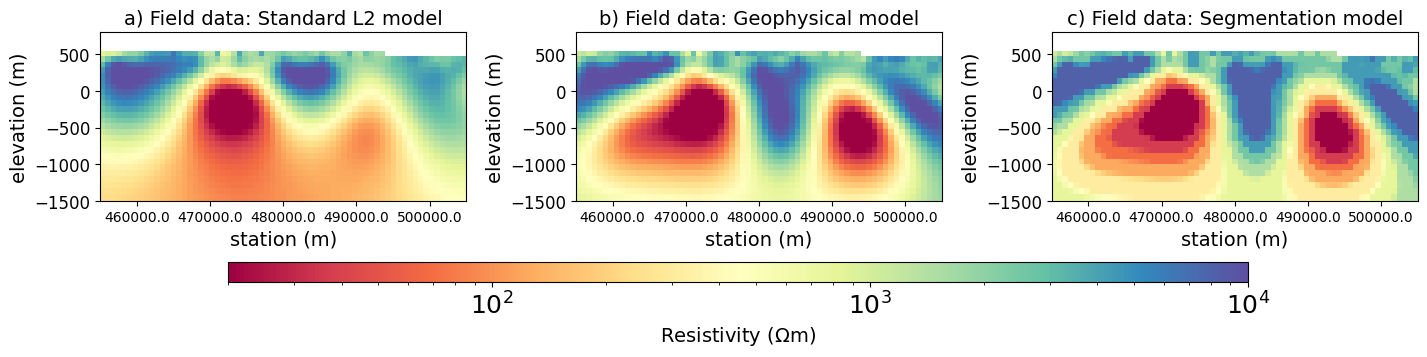 a) Field data: Standard L2 model
b) Field data: Geophysical model
c) Field data: Segmentation model
elevation (m)
500
0
−500
−1000
−1500
460000.0 470000.0 480000.0 490000.0 500000.0
station (m)
elevation (m)
500
0
−500
−1000
−1500
460000.0 470000.0 480000.0 490000.0 500000.0
station (m)
elevation (m)
500
0
−500
−1000
−1500
460000.0 470000.0 480000.0 490000.0 500000.0
station (m)
10² 10³ 10⁴
Resistivity (Ωm)